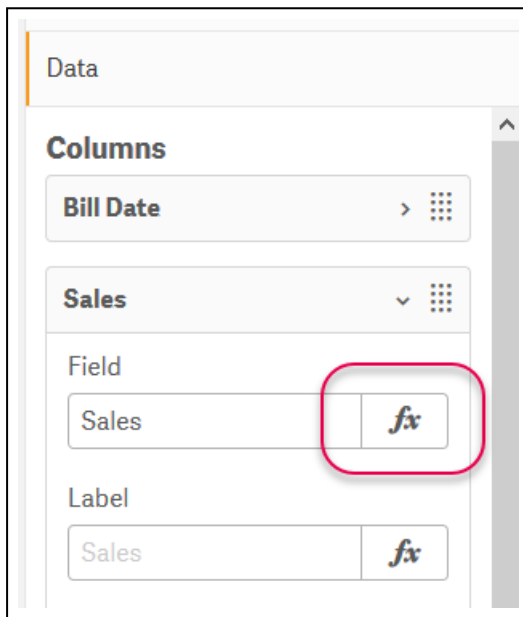 Data
Columns
Bill Date
Sales
Field
Sales fx
Label
Sales fx